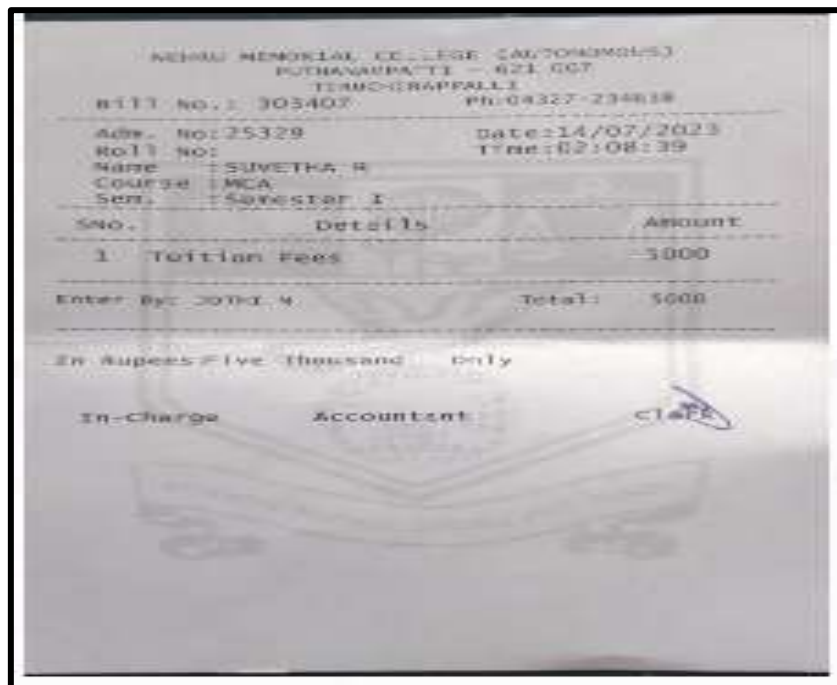 NEHRU MEMORIAL COLLEGE (AUTONOMOUS)
PUTHANAMPATTI - 621 007
TIRUCHIRAPPALLI
Bill No.: 303407 Ph:04327-234638
Adm. No:25329 Date:14/07/2023
Roll No: Time:02:08:39
Name :SUVETHA
Course :MCA
Sem. :Semester I
SNO. Details Amount
1 Tuition Fees 5000
Enter By: JOTHI Total: 5000
In Rupees Five Thousand Only
In-Charge Accountant Clerk